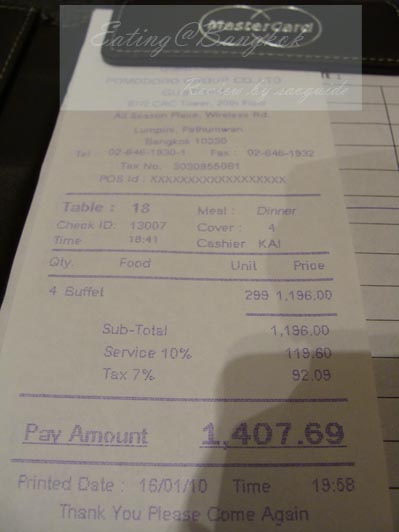 MasterCard
Eating@Bangkok
Review by seeguide
POMODORO GROUP CO.,LTD
87/2 CRC Tower, 20th Floor
All Season Place, Wireless Rd.
Lumpini, Pathumwan
Bangkok 10330
Tel : 02-646-1930-1 Fax : 02-646-1932
Tax No. 3030955061
POS Id : XXXXXXXXXXXXXXXXXX
Table : 18 Meal : Dinner
Check ID: 13007 Cover : 4
Time 18:41 Cashier KAI
Qty. Food Unit Price
4 Buffet 299 1,196.00
Sub-Total 1,196.00
Service 10% 119.60
Tax 7% 92.09
Pay Amount 1,407.69
Printed Date : 16/01/10 Time 19:58
Thank You Please Come Again